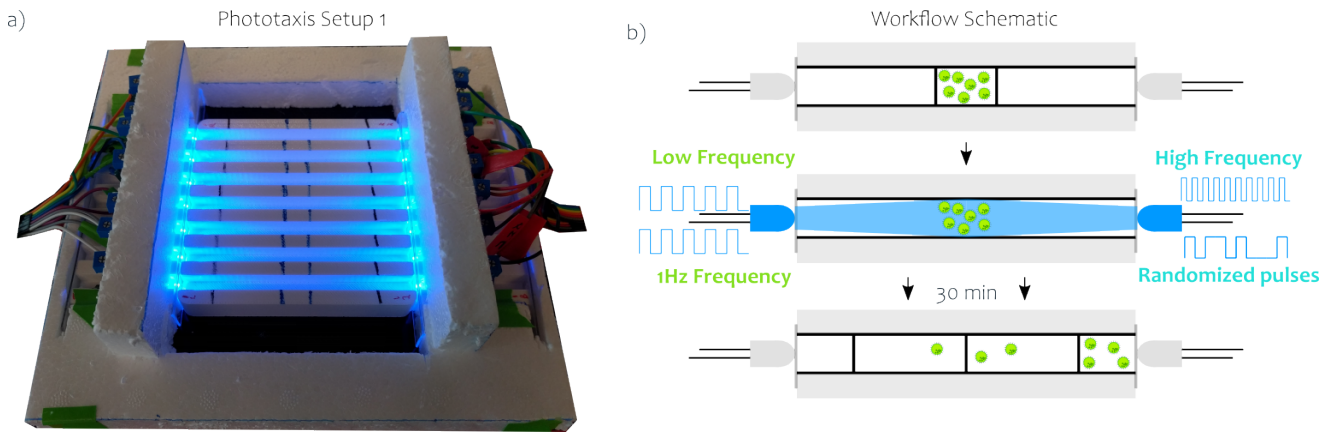 a)
Phototaxis Setup 1
b)
Workflow Schematic
Low Frequency
High Frequency
1Hz Frequency
Randomized pulses
30 min